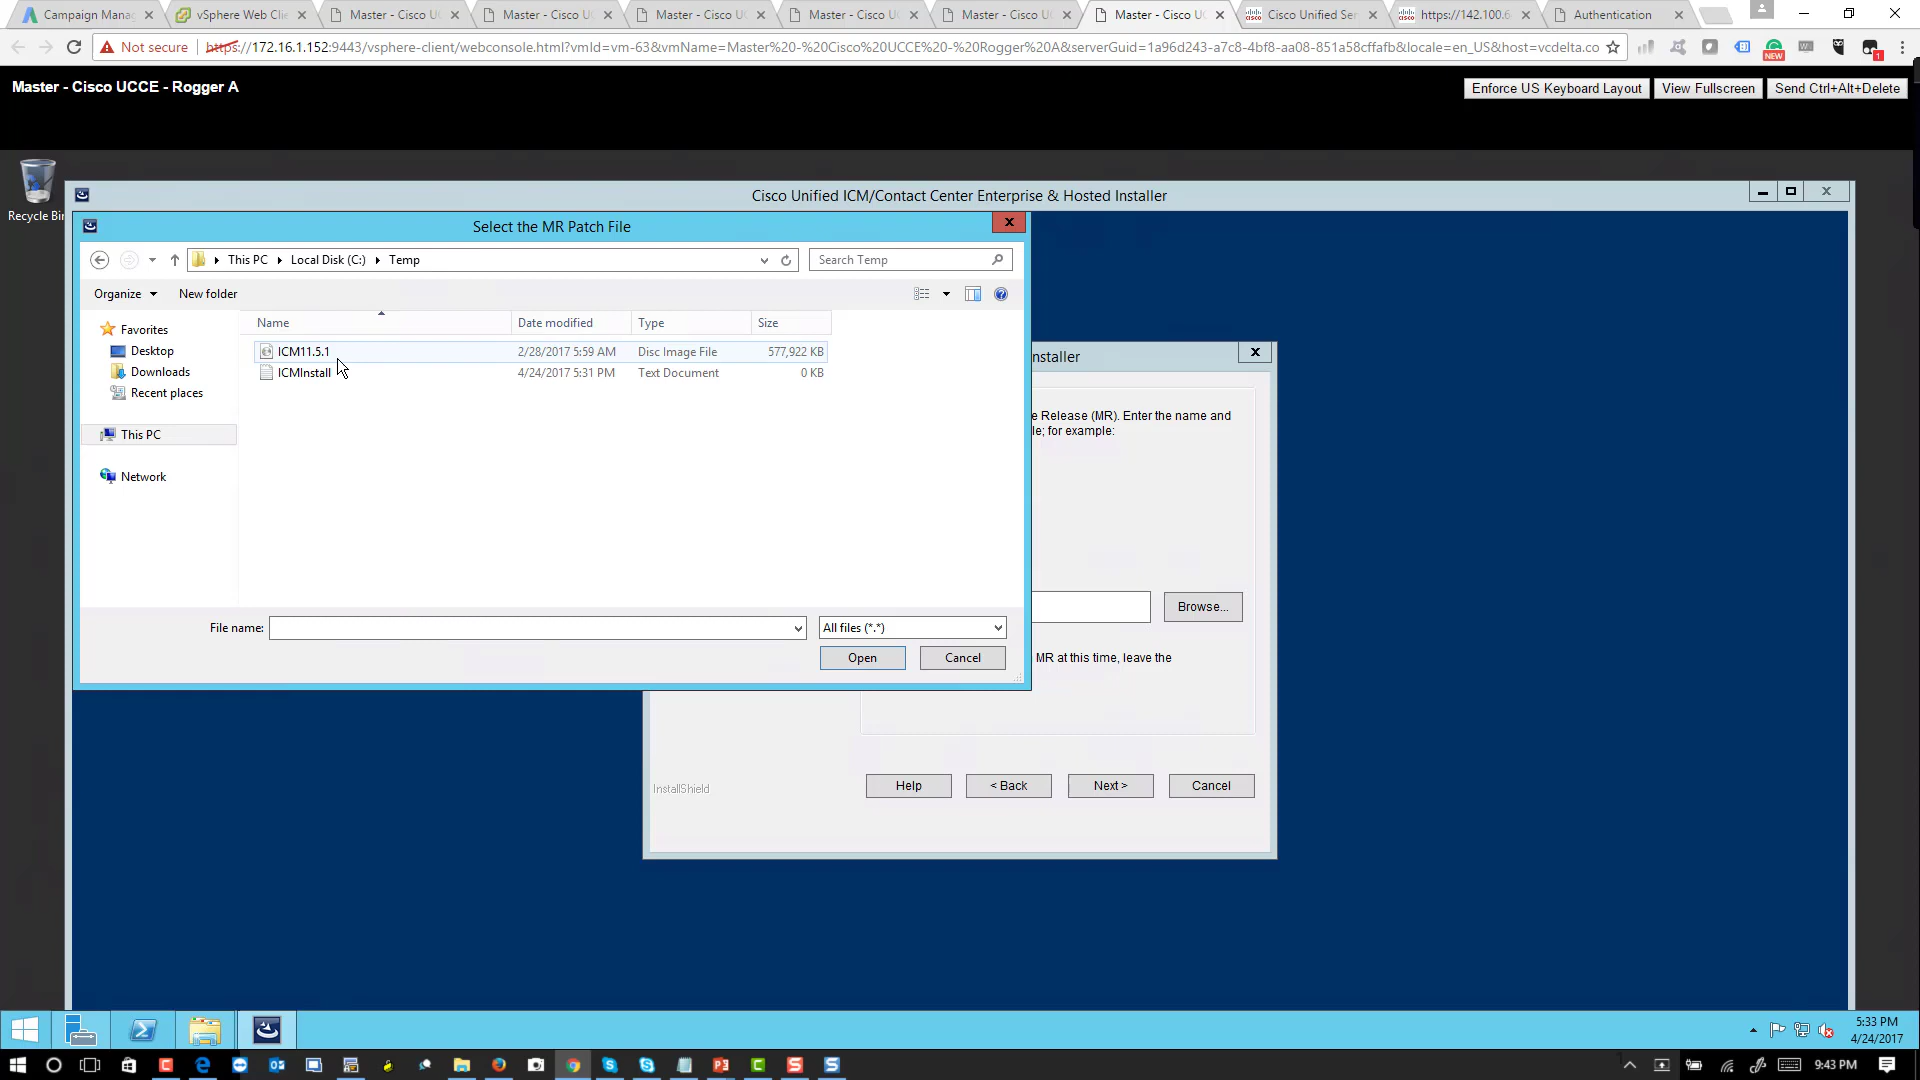 Campaign Manag
vSphere Web Clie
Master - Cisco UC
Master - Cisco U
Master - Cisco U
Master - Cisco U
Master - Cisco U
Master - Cisco U
Cisco Unified Ser
https://142.100.6
Authentication
Not secure
https://172.16.1.152:9443/vsphere-client/webconsole.html?vmId=vm-63&vmName=Master%20-%20Cisco%20UCCE%20-%20Rogger%20A&serverGuid=1a96d243-a7c8-4bf8-aa08-851a58cffafb&locale=en_US&host=vcdelta.co
NEW
1
Master - Cisco UCCE - Rogger A
Enforce US Keyboard Layout
View Fullscreen
Send Ctrl+Alt+Delete
Recycle Bin
Cisco Unified ICM/Contact Center Enterprise & Hosted Installer
Select the MR Patch File
This PC
Local Disk (C:)
Temp
Search Temp
Organize
New folder
Name
Date modified
Type
Size
Favorites
Desktop
Downloads
Recent places
This PC
Network
ICM11.5.1 2/28/2017 5:59 AM Disc Image File 577,922 KB
ICMInstall 4/24/2017 5:31 PM Text Document 0 KB
File name:
All files (*.*)
Open
Cancel
nstaller
e Release (MR). Enter the name and
le; for example:
Browse...
MR at this time, leave the
InstallShield
Help
< Back
Next >
Cancel
5:33 PM
4/24/2017
9:43 PM